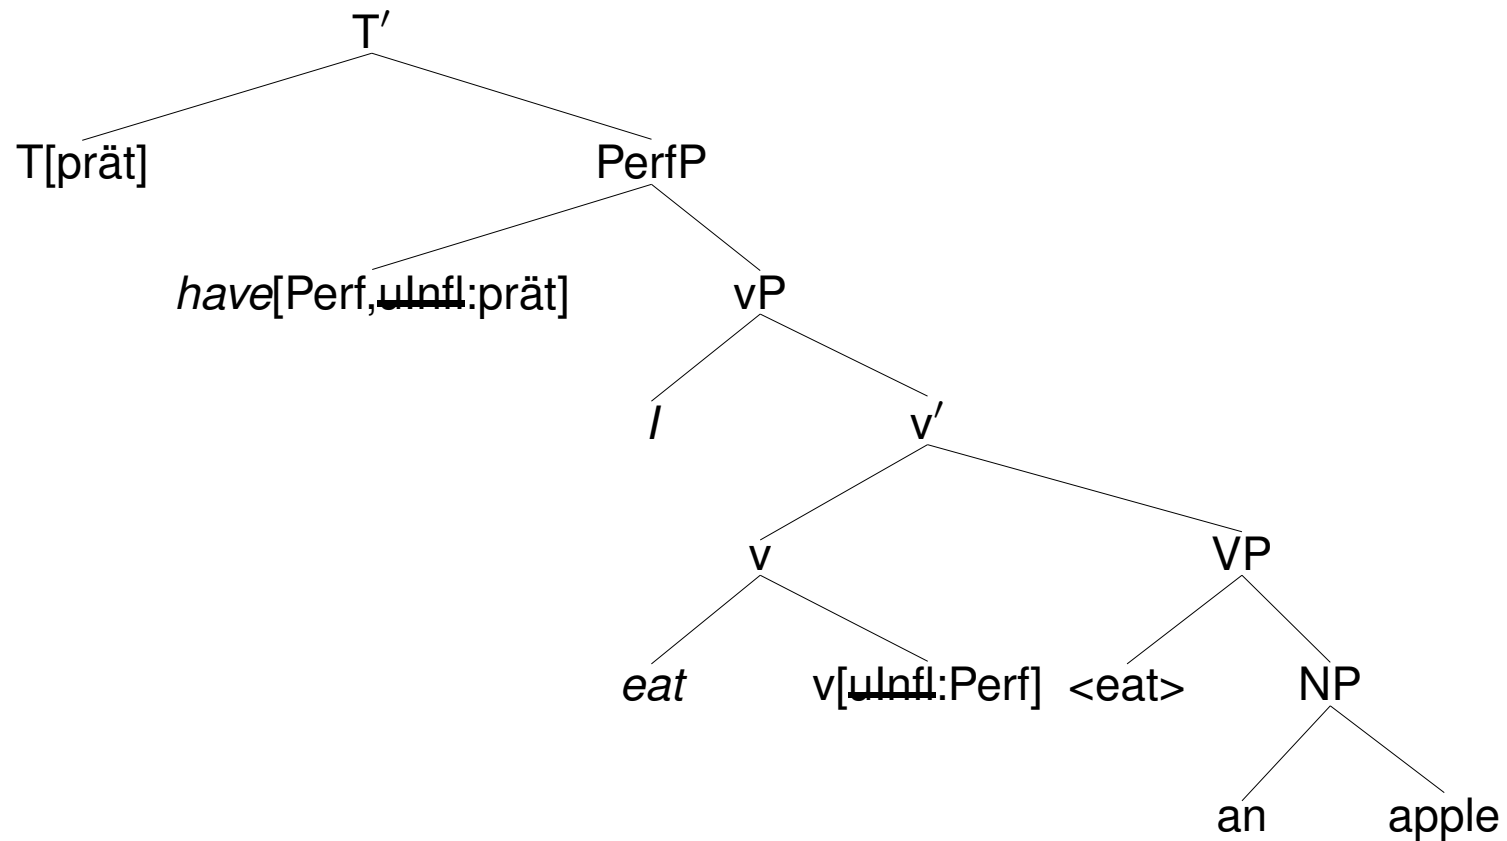 T′
T[prät] PerfP
have[Perf,uInfl:prät] vP
I v′
v VP
eat v[uInfl:Perf] <eat> NP
an apple